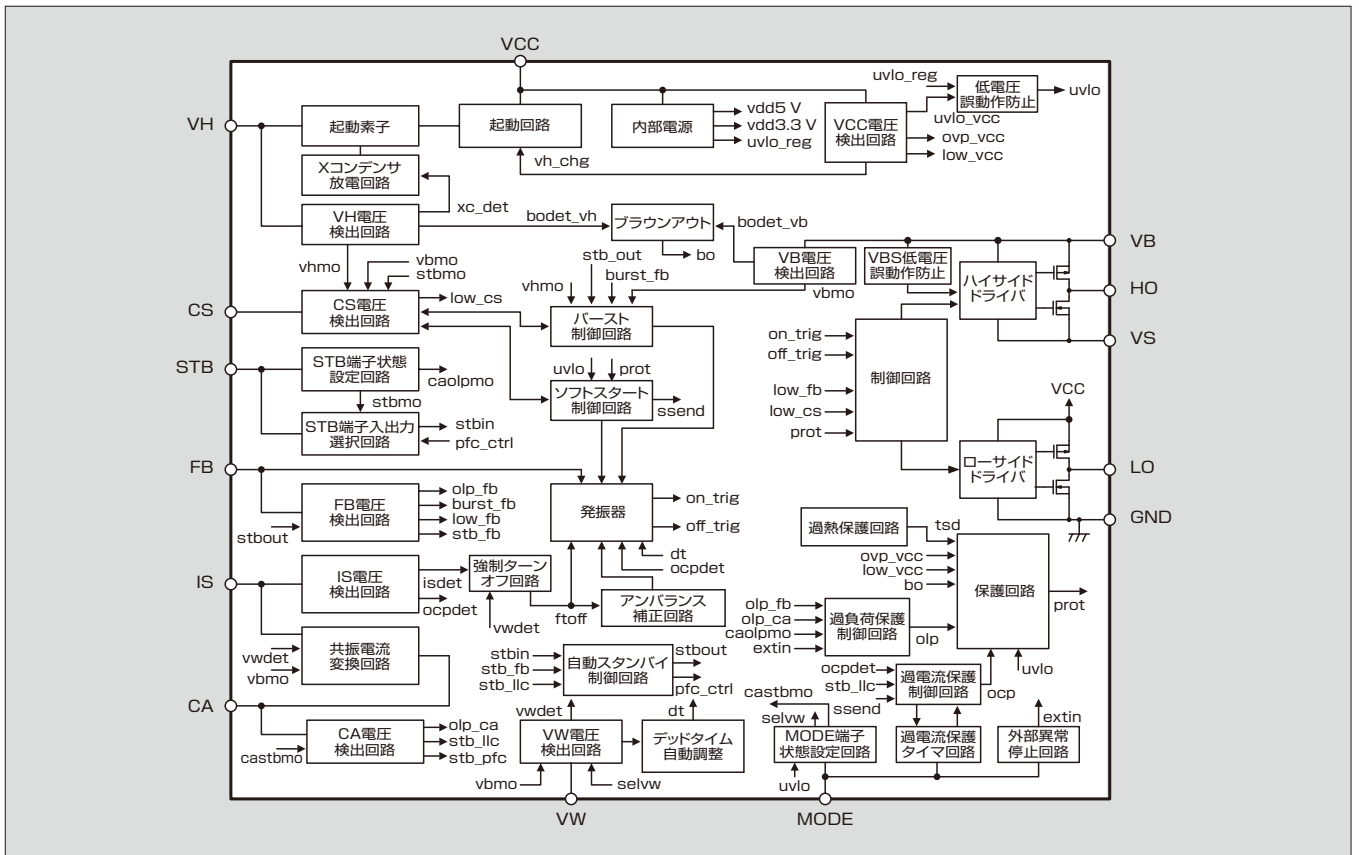 VCC
VH
起動素子
起動回路
内部電源
vdd5 V
vdd3.3 V
uvlo_reg
VCC電圧
検出回路
uvlo_reg
低電圧
誤動作防止
uvlo
uvlo_vcc
ovp_vcc
low_vcc
vh_chg
Xコンデンサ
放電回路
xc_det
VH電圧
検出回路
bodet_vh
ブラウンアウト
bodet_vb
bo
VB電圧
検出回路
vbmo
VBS低電圧
誤動作防止
ハイサイド
ドライバ
VB
HO
VS
vhmo
vbmo
stbmo
CS
CS電圧
検出回路
low_cs
vhmo
stb_out
burst_fb
バースト
制御回路
STB
STB端子状態
設定回路
caolpmo
stbmo
STB端子入出力
選択回路
stbin
pfc_ctrl
uvlo
prot
ソフトスタート
制御回路
ssend
on_trig
off_trig
low_fb
low_cs
prot
制御回路
VCC
ローサイド
ドライバ
LO
GND
FB
FB電圧
検出回路
olp_fb
burst_fb
low_fb
stb_fb
stbout
発振器
on_trig
off_trig
dt
ocpdet
IS
IS電圧
検出回路
isdet
ocpdet
強制ターン
オフ回路
vwdet
ftoff
アンバランス
補正回路
共振電流
変換回路
vwdet
vbmo
過熱保護回路
tsd
ovp_vcc
low_vcc
bo
保護回路
prot
uvlo
olp_fb
olp_ca
caolpmo
extin
過負荷保護
制御回路
olp
stbin
stb_fb
stb_llc
自動スタンバイ
制御回路
stbout
pfc_ctrl
ocpdet
stb_llc
ssend
過電流保護
制御回路
ocp
CA
CA電圧
検出回路
olp_ca
stb_llc
stb_pfc
castbmo
vwdet
VW電圧
検出回路
vbmo
selvw
dt
デッドタイム
自動調整
castbmo
selvw
MODE端子
状態設定回路
uvlo
過電流保護
タイマ回路
extin
外部異常
停止回路
VW
MODE